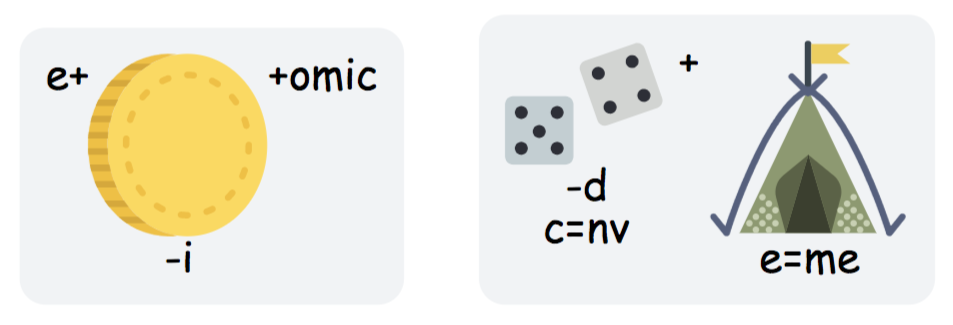 e+ +omic
-i
+
-d
c=nv
e=me